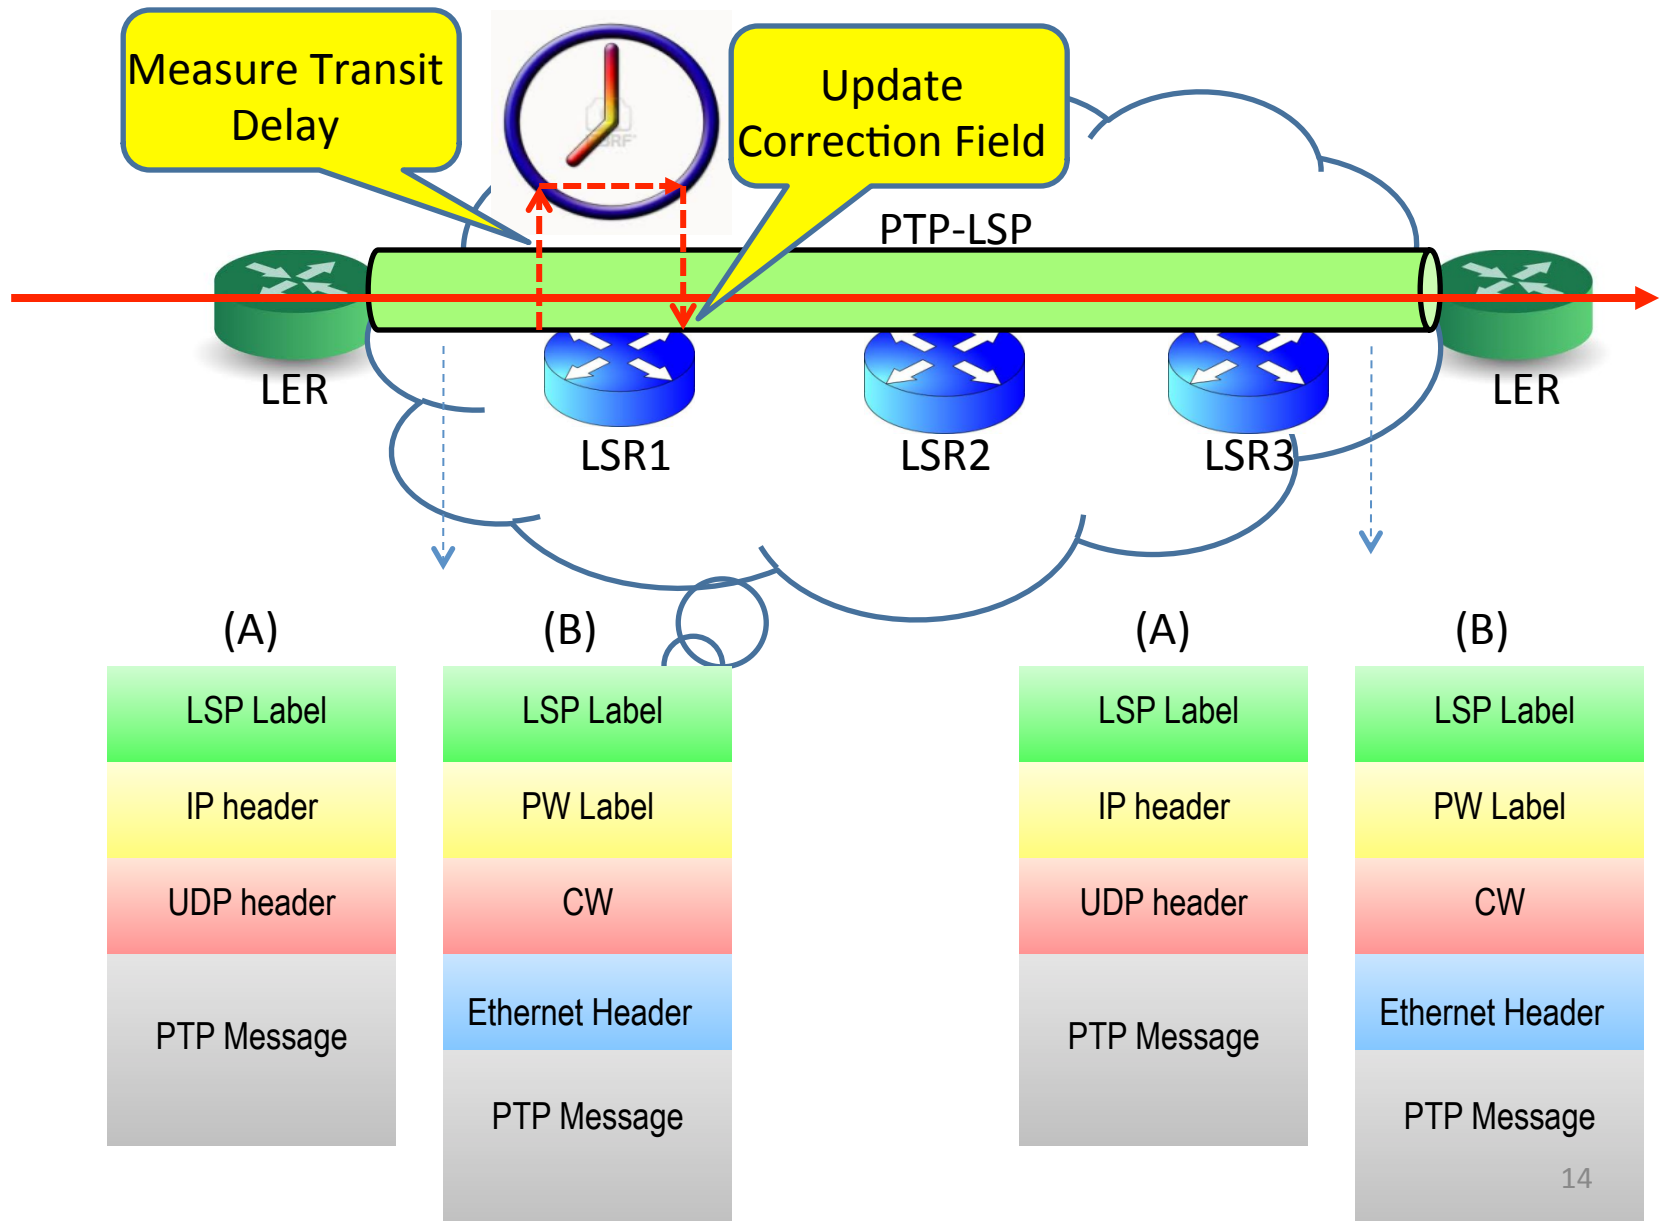 Measure Transit
Delay
Update
Correction Field
PTP-LSP
LER
LER
LSR1
LSR2
LSR3
(A)
(B)
(A)
(B)
LSP Label
LSP Label
LSP Label
LSP Label
IP header
PW Label
IP header
PW Label
UDP header
CW
UDP header
CW
PTP Message
Ethernet Header
PTP Message
Ethernet Header
PTP Message
PTP Message
14